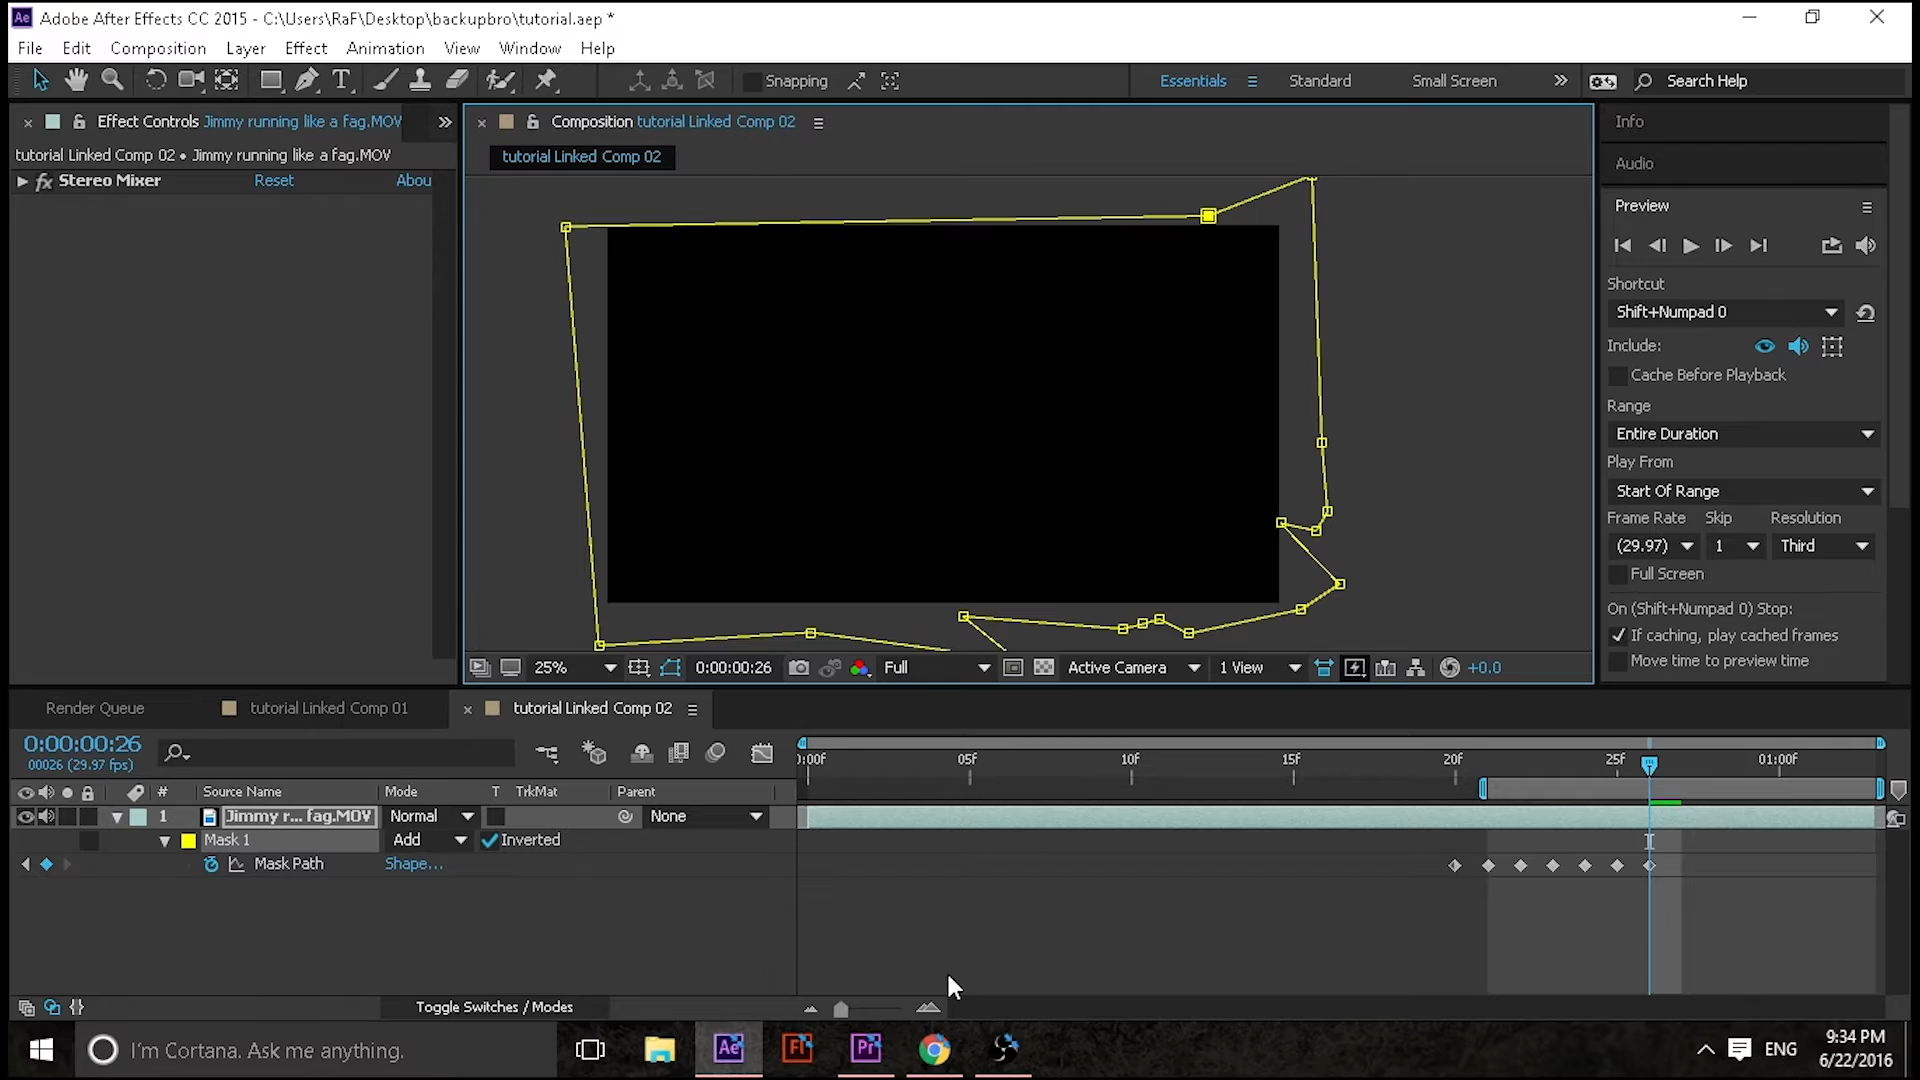 Adobe After Effects CC 2015 - C:\Users\RaF\Desktop\backupbro\tutorial.aep *
File Edit Composition Layer Effect Animation View Window Help
Snapping Essentials Standard Small Screen Search Help
Effect Controls Jimmy running like a fag.MOV
Composition tutorial Linked Comp 02
Info
tutorial Linked Comp 02 • Jimmy running like a fag.MOV
tutorial Linked Comp 02
Audio
fx Stereo Mixer Reset Abou
Preview
Shortcut
Shift+Numpad 0
Include:
Cache Before Playback
Range
Entire Duration
Play From
Start Of Range
Frame Rate Skip Resolution
(29.97) 1 Third
Full Screen
On (Shift+Numpad 0) Stop:
If caching, play cached frames
Move time to preview time
25% 0:00:00:26 Full Active Camera 1 View +0.0
Render Queue tutorial Linked Comp 01 tutorial Linked Comp 02
0:00:00:26
00026 (29.97 fps)
):00f 05f 10f 15f 20f 25f 01:00f
# Source Name Mode T TrkMat Parent
1 Jimmy r... fag.MOV Normal None
Mask 1 Add Inverted
Mask Path Shape...
Toggle Switches / Modes
I'm Cortana. Ask me anything. Ae Fl Pr ENG
9:34 PM
6/22/2016